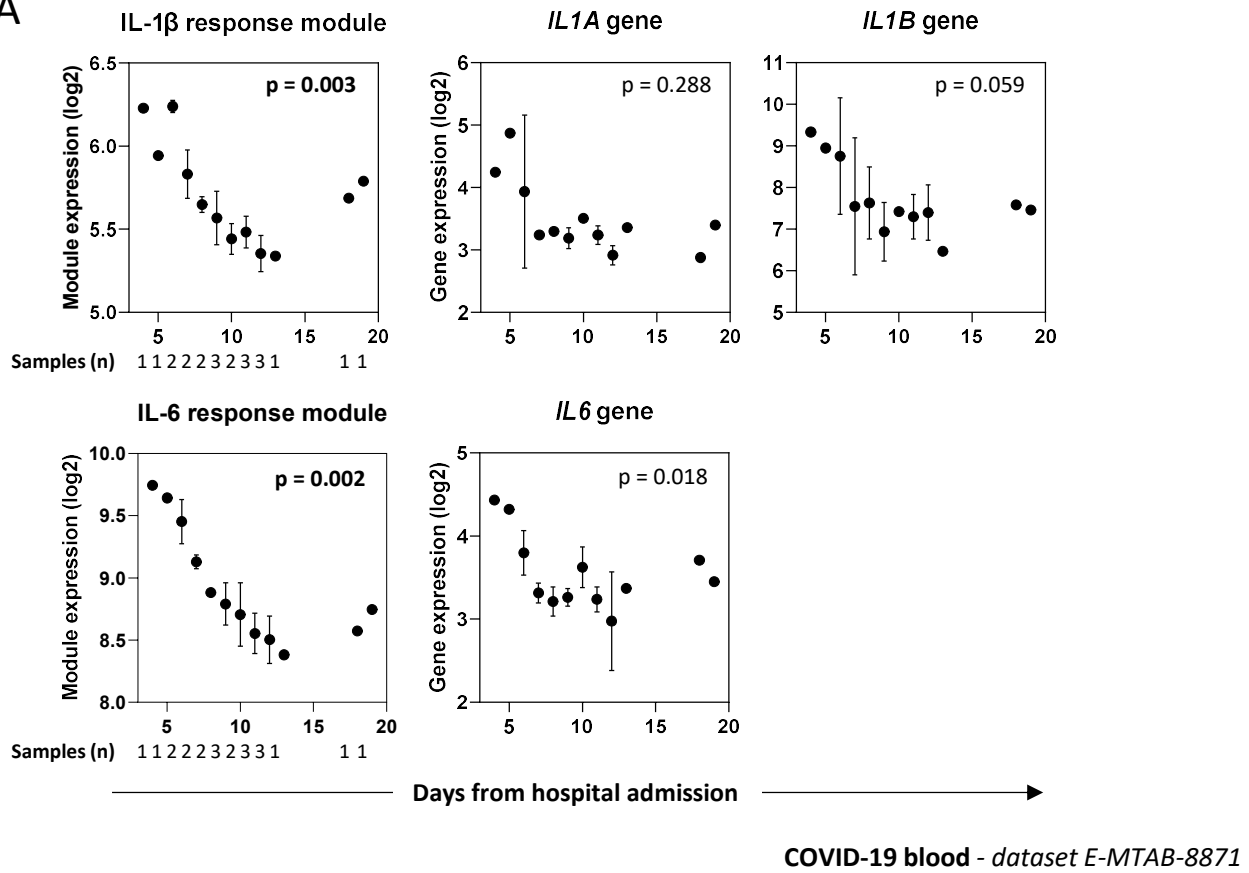 A
IL-1β response module
IL1A gene
IL1B gene
Module expression (log2)
6.5
6.0
5.5
5.0
p = 0.003
5 10 15 20
Samples (n) 1 1 2 2 2 3 2 3 3 1 1 1
Gene expression (log2)
6
5
4
3
2
p = 0.288
5 10 15 20
11
10
9
8
7
6
5
p = 0.059
5 10 15 20
IL-6 response module
IL6 gene
Module expression (log2)
10.0
9.5
9.0
8.5
8.0
p = 0.002
5 10 15 20
Samples (n) 1 1 2 2 2 3 2 3 3 1 1 1
Gene expression (log2)
5
4
3
2
p = 0.018
5 10 15 20
Days from hospital admission
COVID-19 blood - dataset E-MTAB-8871